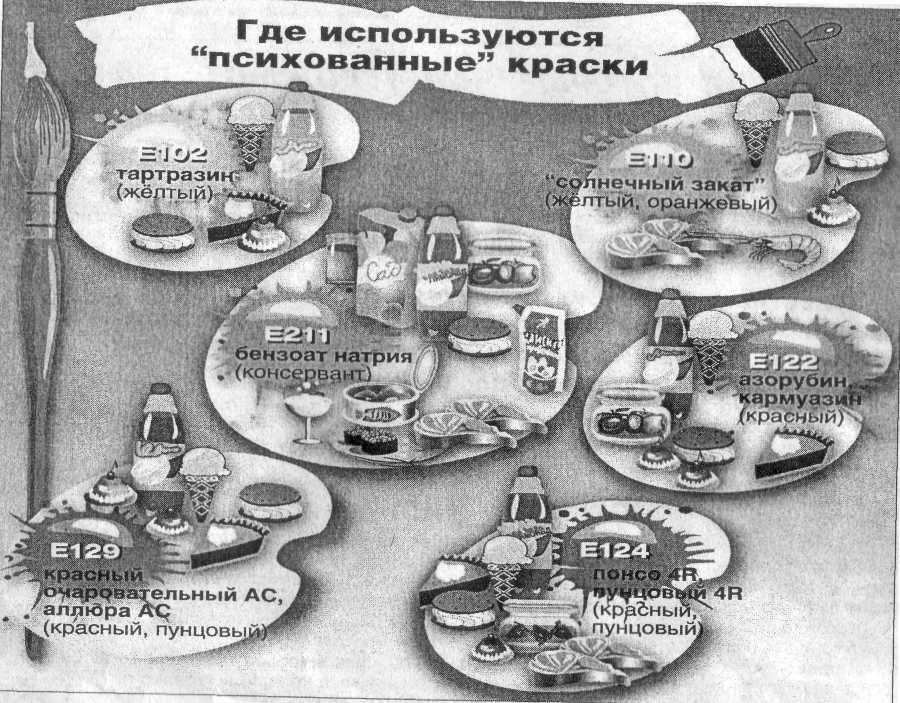 Где используются
“психованные” краски
E102
тартразин
(жёлтый)
E110
“солнечный закат”
(жёлтый, оранжевый)
E211
бензоат натрия
(консервант)
E122
азорубин,
кармуазин
(красный)
E129
красный
очаровательный АС,
аллюра АС
(красный, пунцовый)
E124
понсо 4R,
пунцовый 4R
(красный,
пунцовый)